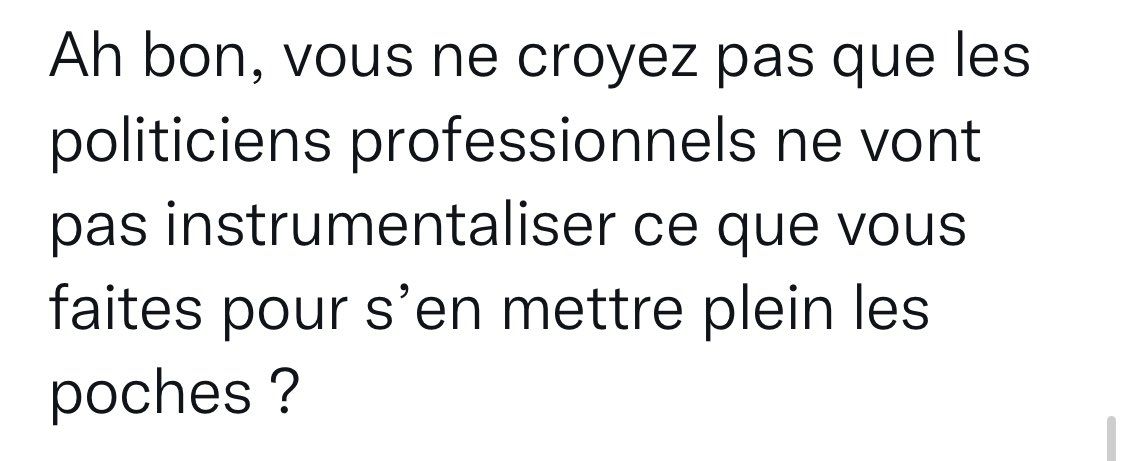 Ah bon, vous ne croyez pas que les
politiciens professionnels ne vont
pas instrumentaliser ce que vous
faites pour s’en mettre plein les
poches ?